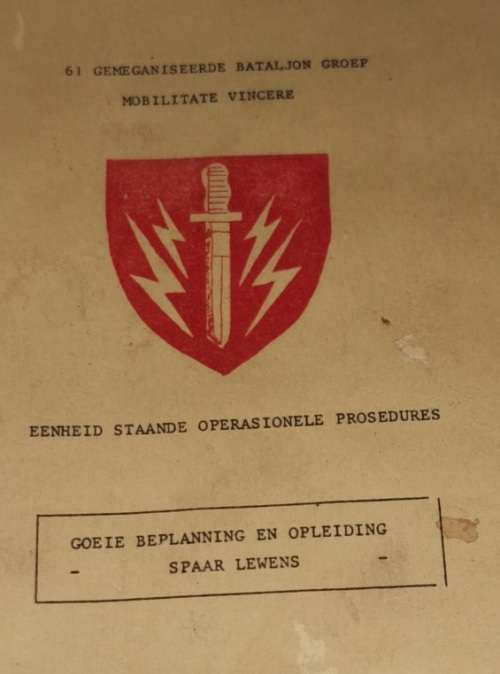 61 GEMEGANISEERDE BATALJON GROEP
MOBILITATE VINCERE
EENHEID STAANDE OPERASIONELE PROSEDURES
GOEIE BEPLANNING EN OPLEIDING
- SPAAR LEWENS -